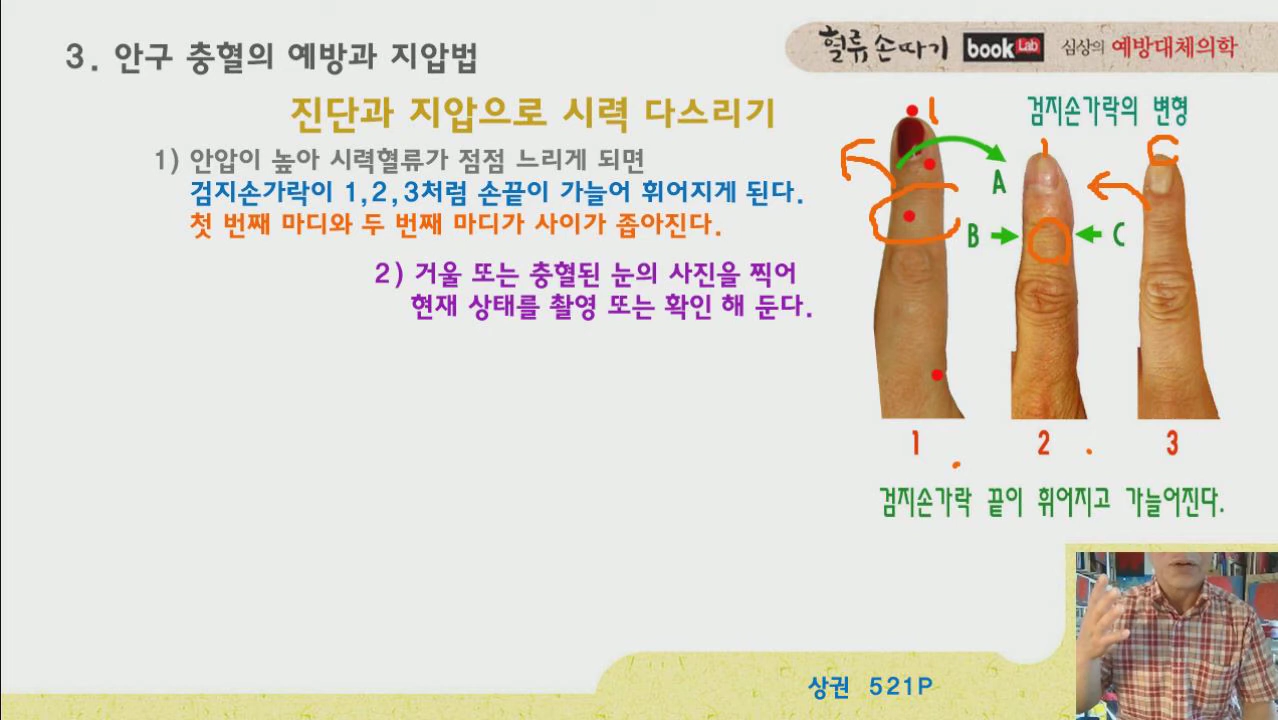 3. 안구 충혈의 예방과 지압법
혈류 손따기 book Lab 심상의 예방대체의학
진단과 지압으로 시력 다스리기
1) 안압이 높아 시력혈류가 점점 느리게 되면
검지손가락이 1,2,3처럼 손끝이 가늘어 휘어지게 된다.
첫 번째 마디와 두 번째 마디가 사이가 좁아진다.
2) 거울 또는 충혈된 눈의 사진을 찍어
현재 상태를 촬영 또는 확인 해 둔다.
검지손가락의 변형
A
B
C
1
2
3
검지손가락 끝이 휘어지고 가늘어진다.
상권 521P